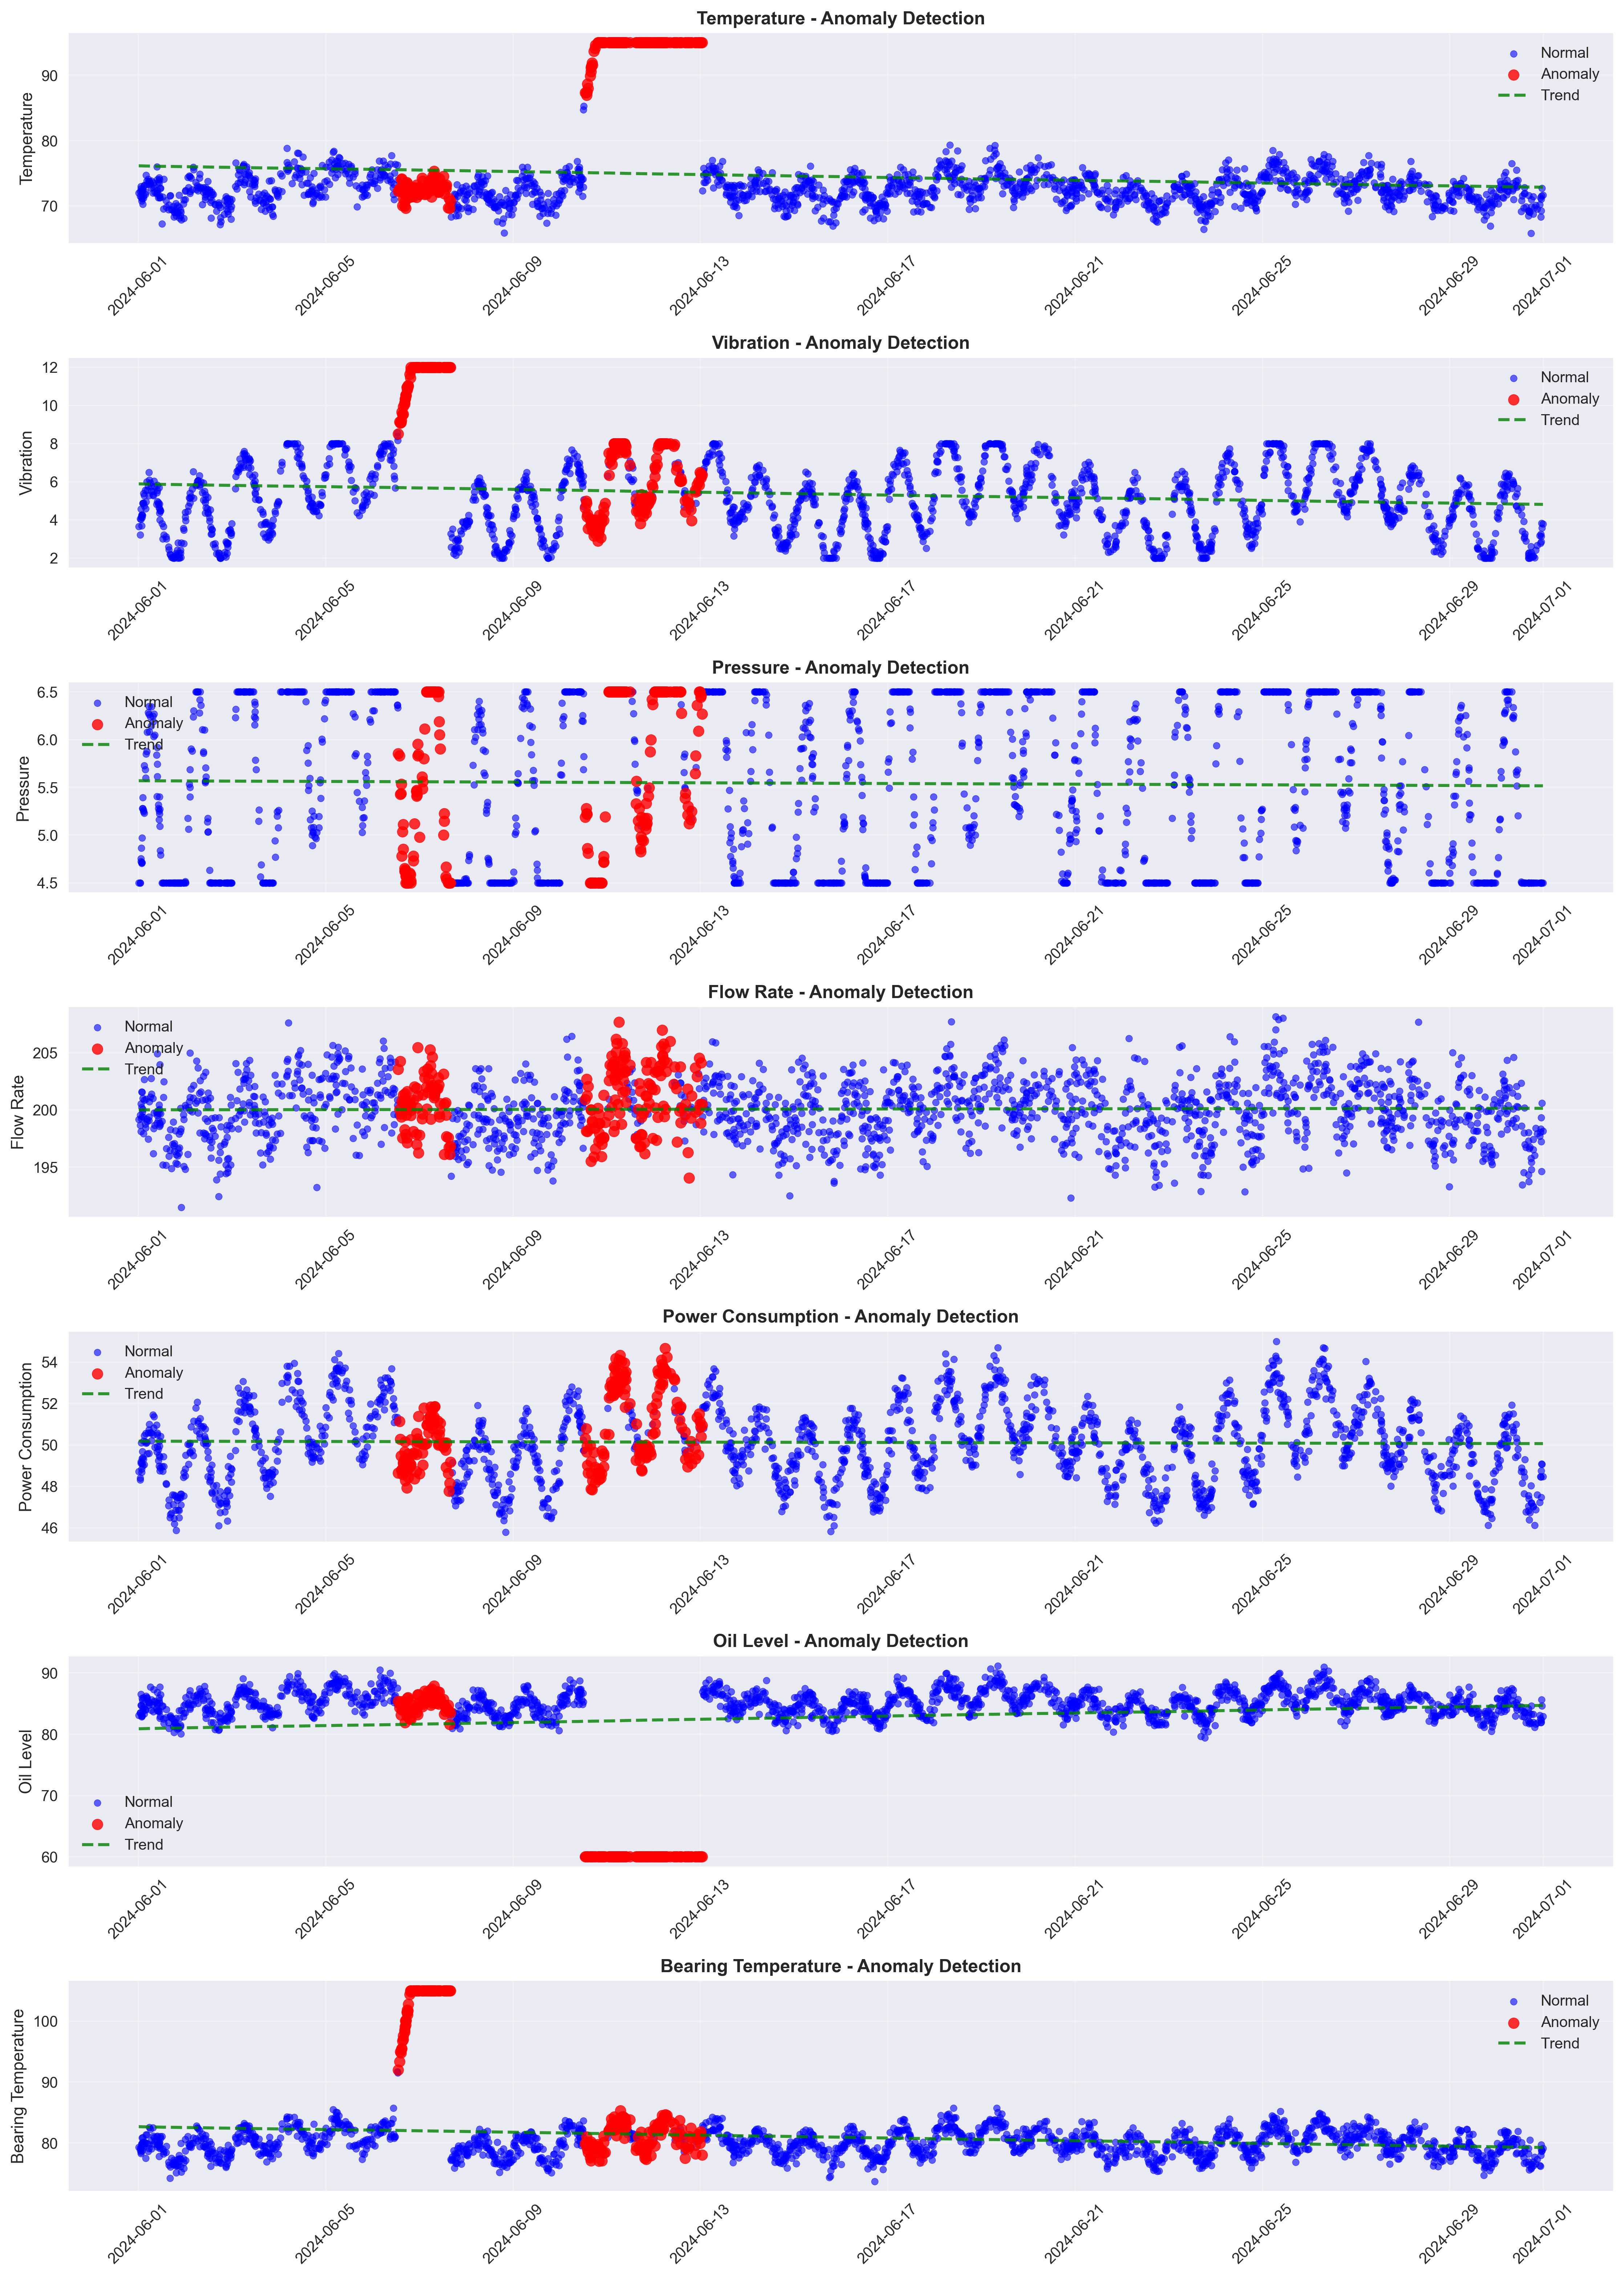 Temperature - Anomaly Detection
90
80
70
Temperature
Normal
Anomaly
Trend
2024-06-01
2024-06-05
2024-06-09
2024-06-13
2024-06-17
2024-06-21
2024-06-25
2024-06-29
2024-07-01
Vibration - Anomaly Detection
12
10
8
6
4
2
Vibration
Normal
Anomaly
Trend
2024-06-01
2024-06-05
2024-06-09
2024-06-13
2024-06-17
2024-06-21
2024-06-25
2024-06-29
2024-07-01
Pressure - Anomaly Detection
6.5
6.0
5.5
5.0
4.5
Pressure
Normal
Anomaly
Trend
2024-06-01
2024-06-05
2024-06-09
2024-06-13
2024-06-17
2024-06-21
2024-06-25
2024-06-29
2024-07-01
Flow Rate - Anomaly Detection
205
200
195
Flow Rate
Normal
Anomaly
Trend
2024-06-01
2024-06-05
2024-06-09
2024-06-13
2024-06-17
2024-06-21
2024-06-25
2024-06-29
2024-07-01
Power Consumption - Anomaly Detection
54
52
50
48
46
Power Consumption
Normal
Anomaly
Trend
2024-06-01
2024-06-05
2024-06-09
2024-06-13
2024-06-17
2024-06-21
2024-06-25
2024-06-29
2024-07-01
Oil Level - Anomaly Detection
90
80
70
60
Oil Level
Normal
Anomaly
Trend
2024-06-01
2024-06-05
2024-06-09
2024-06-13
2024-06-17
2024-06-21
2024-06-25
2024-06-29
2024-07-01
Bearing Temperature - Anomaly Detection
100
90
80
Bearing Temperature
Normal
Anomaly
Trend
2024-06-01
2024-06-05
2024-06-09
2024-06-13
2024-06-17
2024-06-21
2024-06-25
2024-06-29
2024-07-01